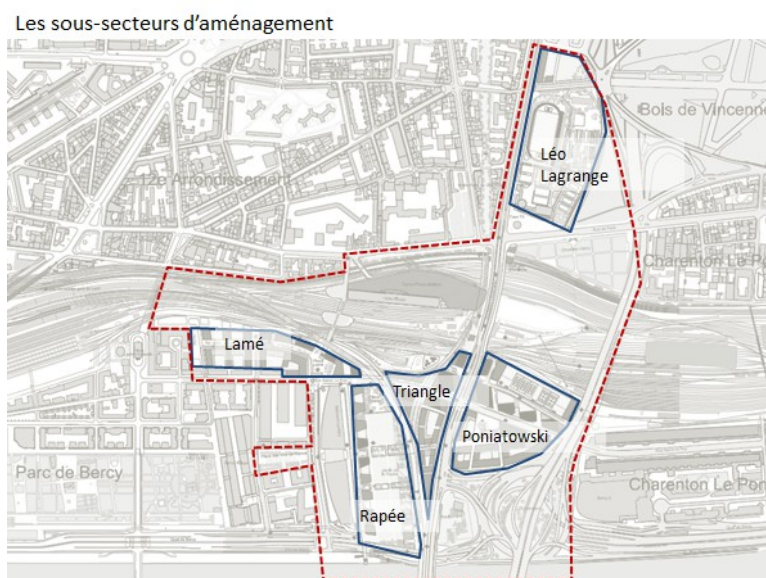 Les sous-secteurs d'aménagement
Bois de Vincenne
Léo
Lagrange
12e Arrondissement
Charenton Le Po
Lamé
Triangle
Poniatowski
Parc de Bercy
Charenton Le Pon
Rapée